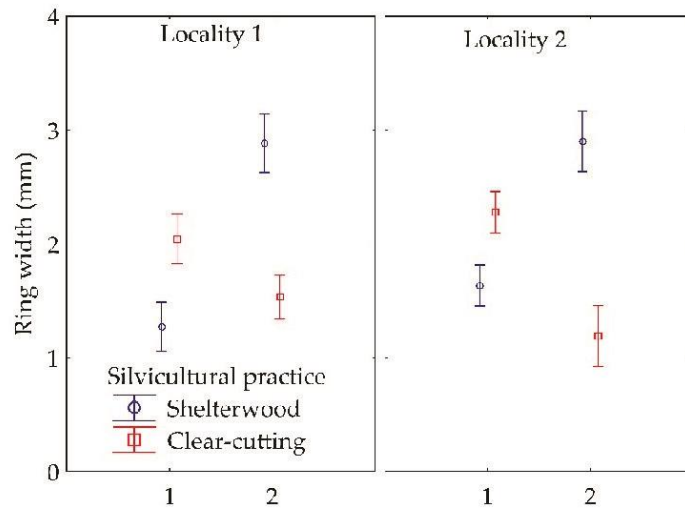 4
Locality 1
Locality 2
3
Ring width (mm)
2
1
Silvicultural practice
Shelterwood
Clear-cutting
0
1 2 1 2